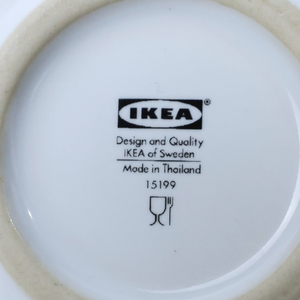 IKEA®
Design and Quality
IKEA of Sweden
Made in Thailand
15199